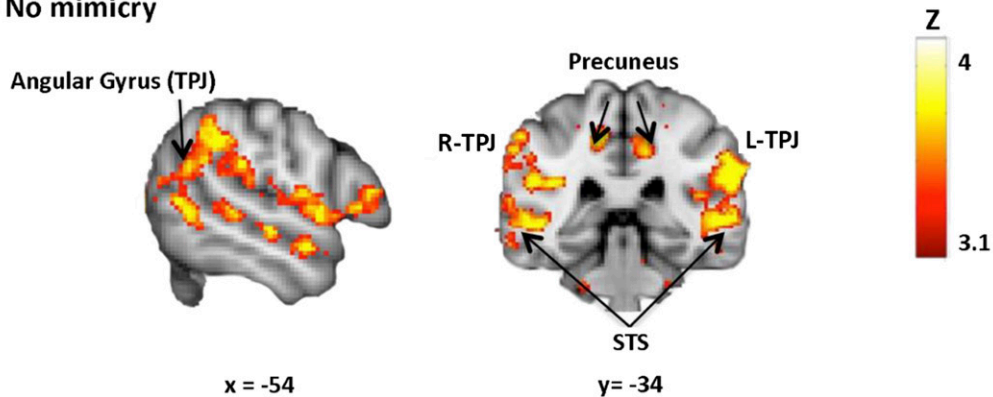 No mimicry
Z
4
Precuneus
Angular Gyrus (TPJ)
R-TPJ
L-TPJ
3.1
STS
x = -54
y= -34